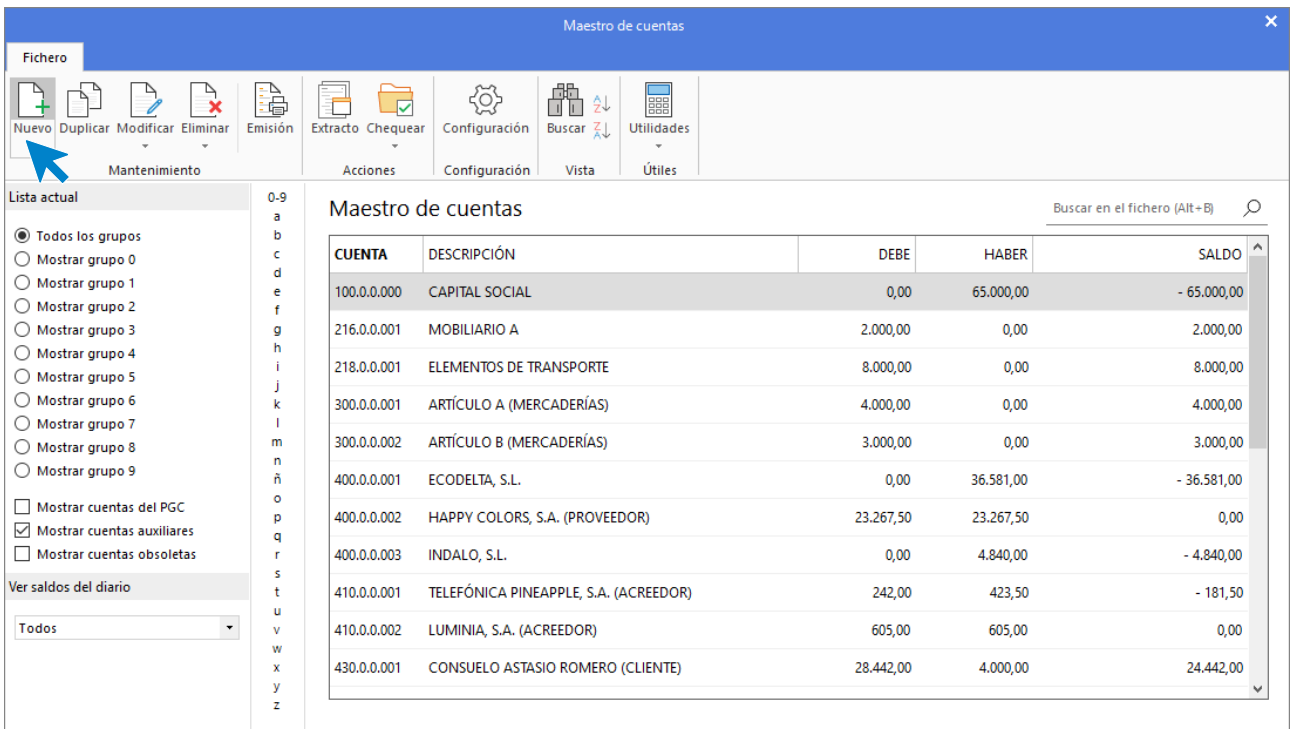 Maestro de cuentas
Fichero
Nuevo Duplicar Modificar Eliminar Emisión Extracto Chequear Configuración Buscar Utilidades
Mantenimiento Acciones Configuración Vista Útiles
Lista actual
Todos los grupos
Mostrar grupo 0
Mostrar grupo 1
Mostrar grupo 2
Mostrar grupo 3
Mostrar grupo 4
Mostrar grupo 5
Mostrar grupo 6
Mostrar grupo 7
Mostrar grupo 8
Mostrar grupo 9
Mostrar cuentas del PGC
Mostrar cuentas auxiliares
Mostrar cuentas obsoletas
Ver saldos del diario
Todos
0-9
a
b
c
d
e
f
g
h
i
j
k
l
m
n
ñ
o
p
q
r
s
t
u
v
w
x
y
z
Maestro de cuentas
Buscar en el fichero (Alt+B)
CUENTA DESCRIPCIÓN DEBE HABER SALDO
100.0.0.000 CAPITAL SOCIAL 0,00 65.000,00 - 65.000,00
216.0.0.001 MOBILIARIO A 2.000,00 0,00 2.000,00
218.0.0.001 ELEMENTOS DE TRANSPORTE 8.000,00 0,00 8.000,00
300.0.0.001 ARTÍCULO A (MERCADERÍAS) 4.000,00 0,00 4.000,00
300.0.0.002 ARTÍCULO B (MERCADERÍAS) 3.000,00 0,00 3.000,00
400.0.0.001 ECODELTA, S.L. 0,00 36.581,00 - 36.581,00
400.0.0.002 HAPPY COLORS, S.A. (PROVEEDOR) 23.267,50 23.267,50 0,00
400.0.0.003 INDALO, S.L. 0,00 4.840,00 - 4.840,00
410.0.0.001 TELEFÓNICA PINEAPPLE, S.A. (ACREEDOR) 242,00 423,50 - 181,50
410.0.0.002 LUMINIA, S.A. (ACREEDOR) 605,00 605,00 0,00
430.0.0.001 CONSUELO ASTASIO ROMERO (CLIENTE) 28.442,00 4.000,00 24.442,00